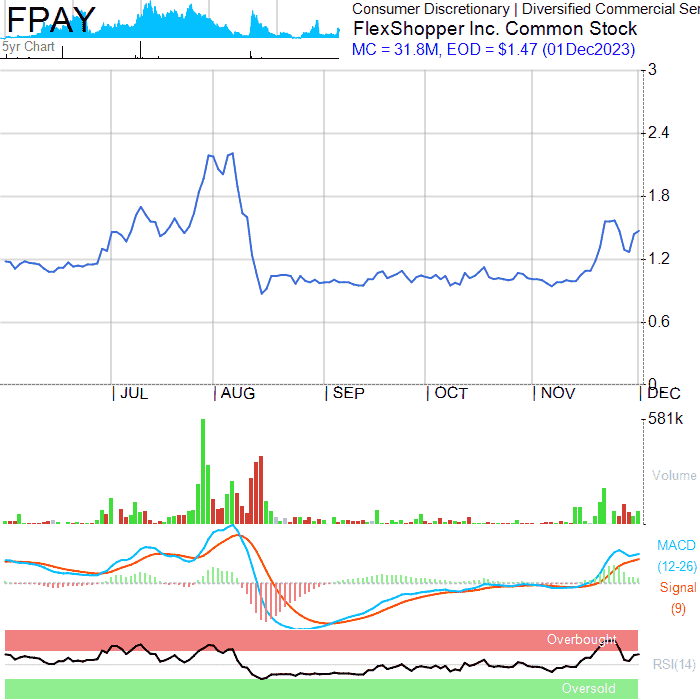 FPAY
5yr Chart
Consumer Discretionary | Diversified Commercial Ser
FlexShopper Inc. Common Stock
MC = 31.8M, EOD = $1.47 (01Dec2023)
3
2.4
1.8
1.2
0.6
0
| JUL | AUG | SEP | OCT | NOV | DEC
581k
Volume
MACD
(12-26)
Signal
(9)
Overbought
RSI(14)
Oversold